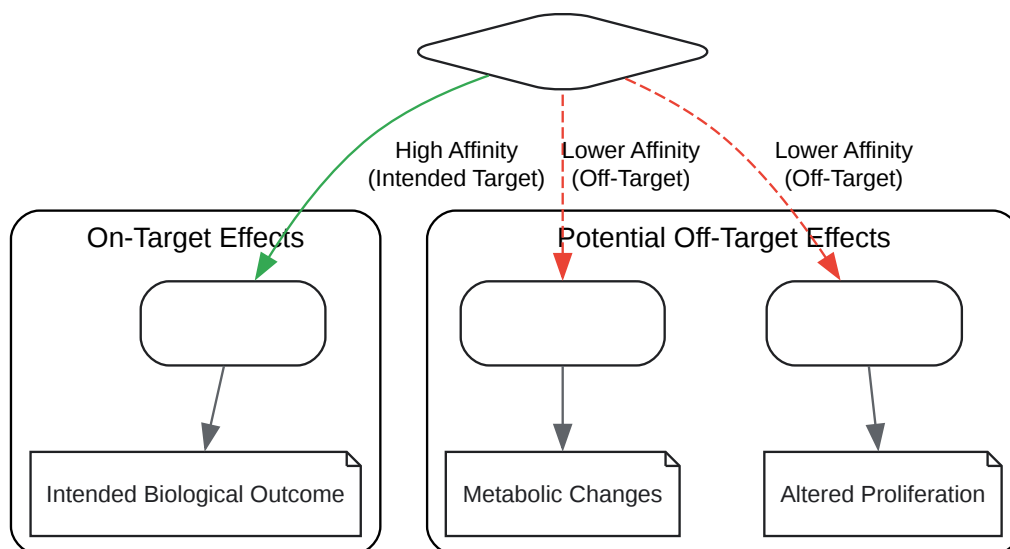 High Affinity
(Intended Target)
Lower Affinity
(Off-Target)
Lower Affinity
(Off-Target)
On-Target Effects
Potential Off-Target Effects
Intended Biological Outcome
Metabolic Changes
Altered Proliferation